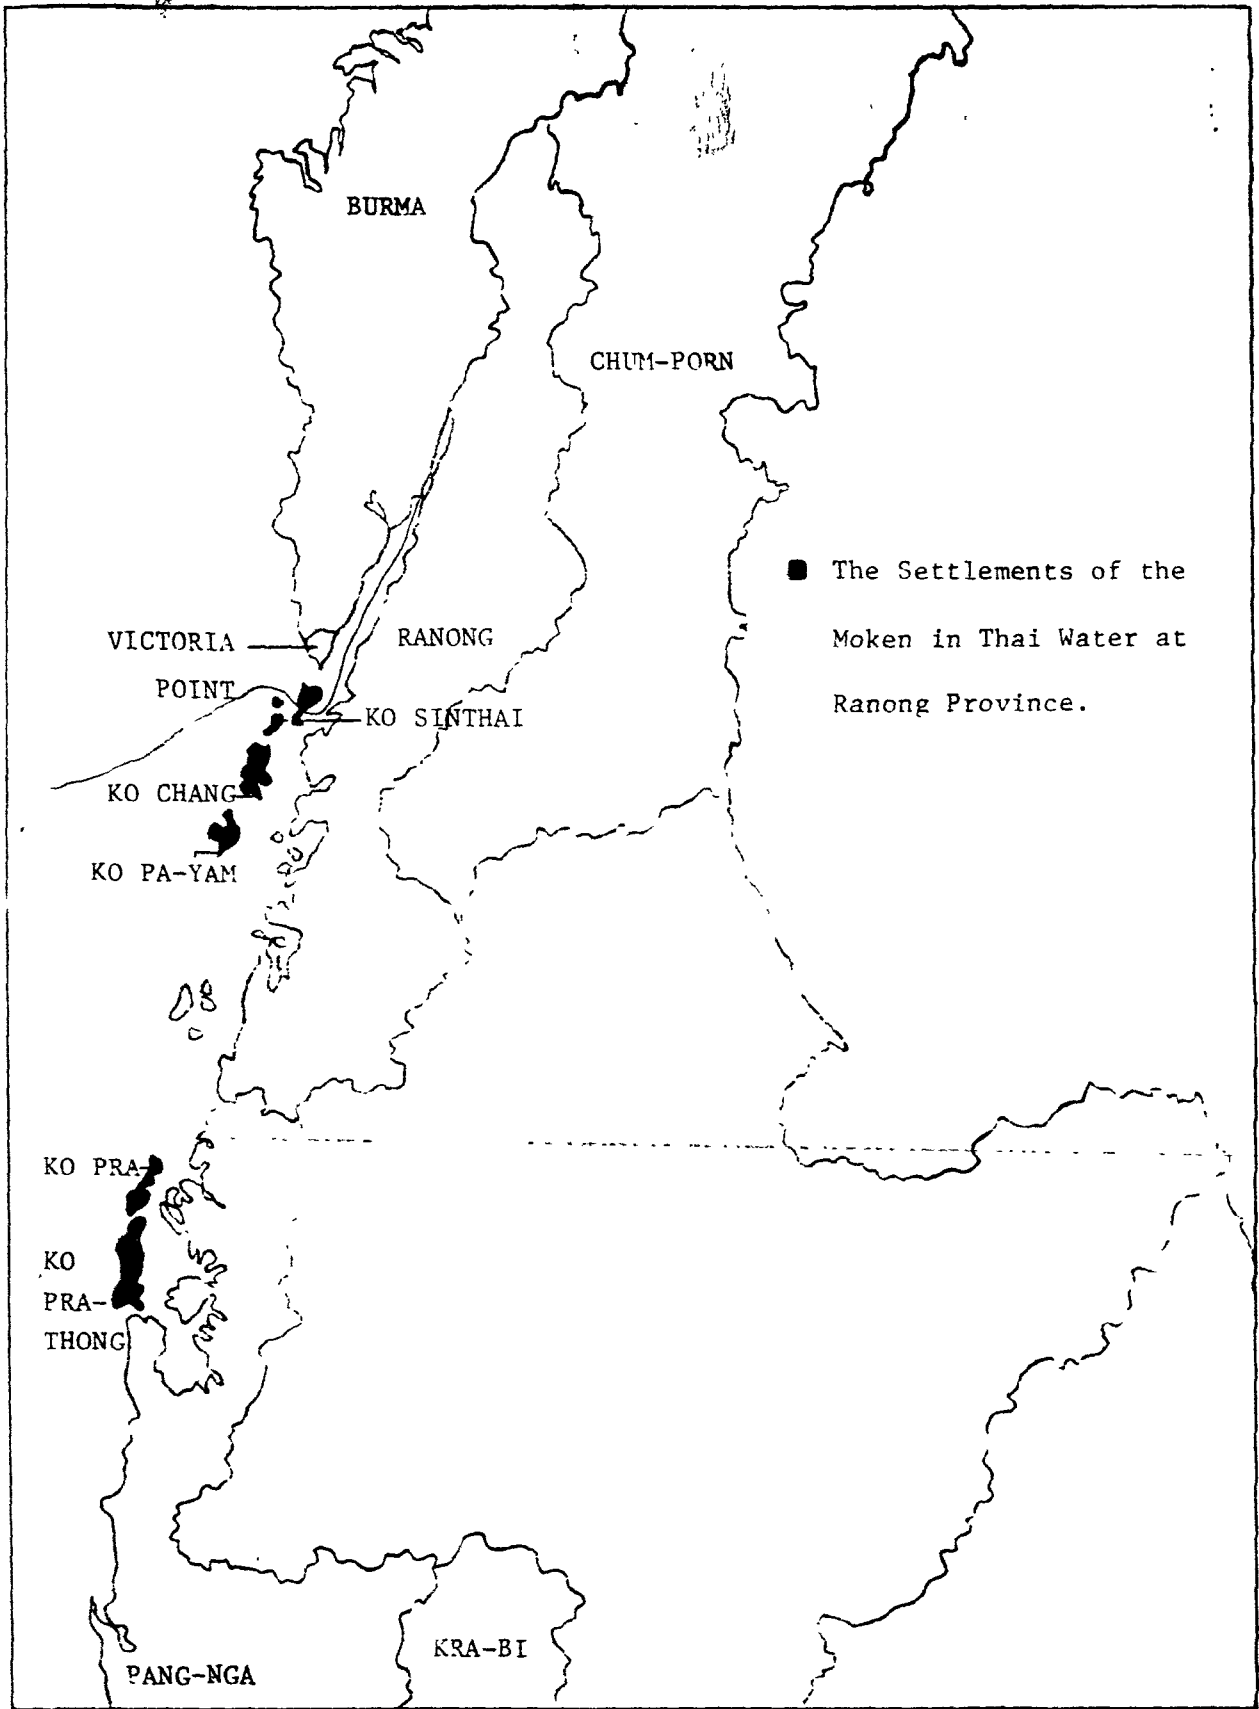 BURMA
CHUM-PORN
The Settlements of the
Moken in Thai Water at
Ranong Province.
VICTORIA
POINT
RANONG
KO SINTHAI
KO CHANG
KO PA-YAM
KO PRA-
KO
PRA-
THONG
PANG-NGA
KRA-BI